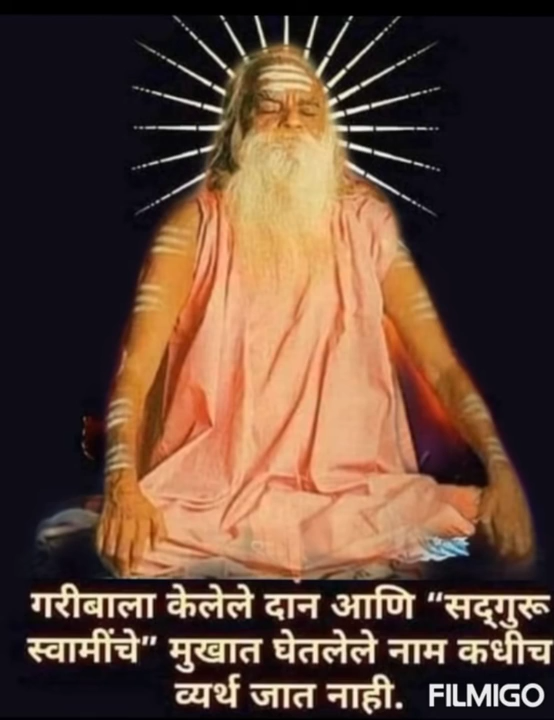 गरीबाला केलेले दान आणि “सद्गुरू
स्वामींचे” मुखात घेतलेले नाम कधीच
व्यर्थ जात नाही. FILMIGO